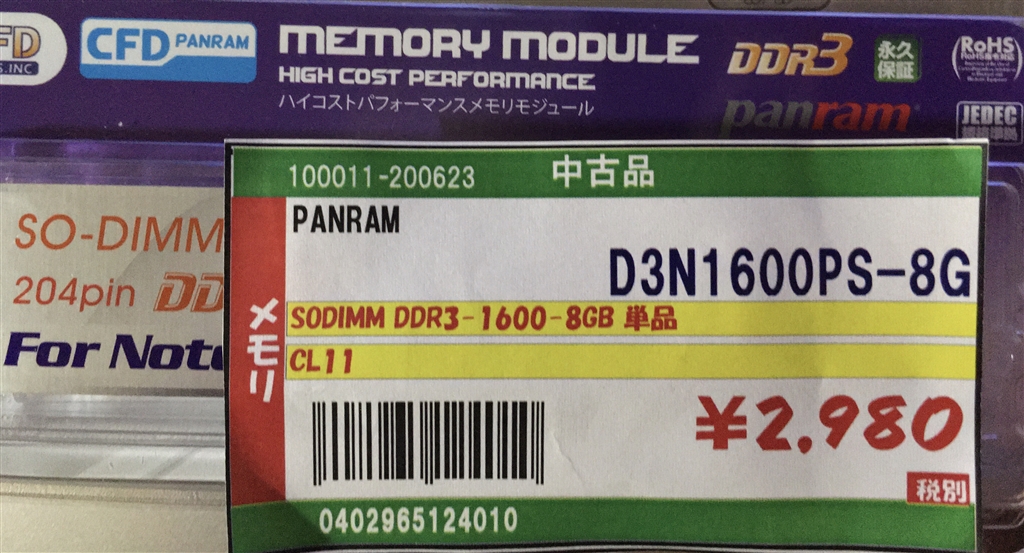 FD
S.INC
CFD PANRAM
MEMORY MODULE
HIGH COST PERFORMANCE
ハイコストパフォーマンスメモリモジュール
DDR3
永久
保証
RoHS
panram
JEDEC
SO-DIMM
204pin DD
For Note
100011-200623
中古品
PANRAM
D3N1600PS-8G
メモリ
SODIMM DDR3-1600-8GB 単品
CL11
¥2,980
税別
0402965124010